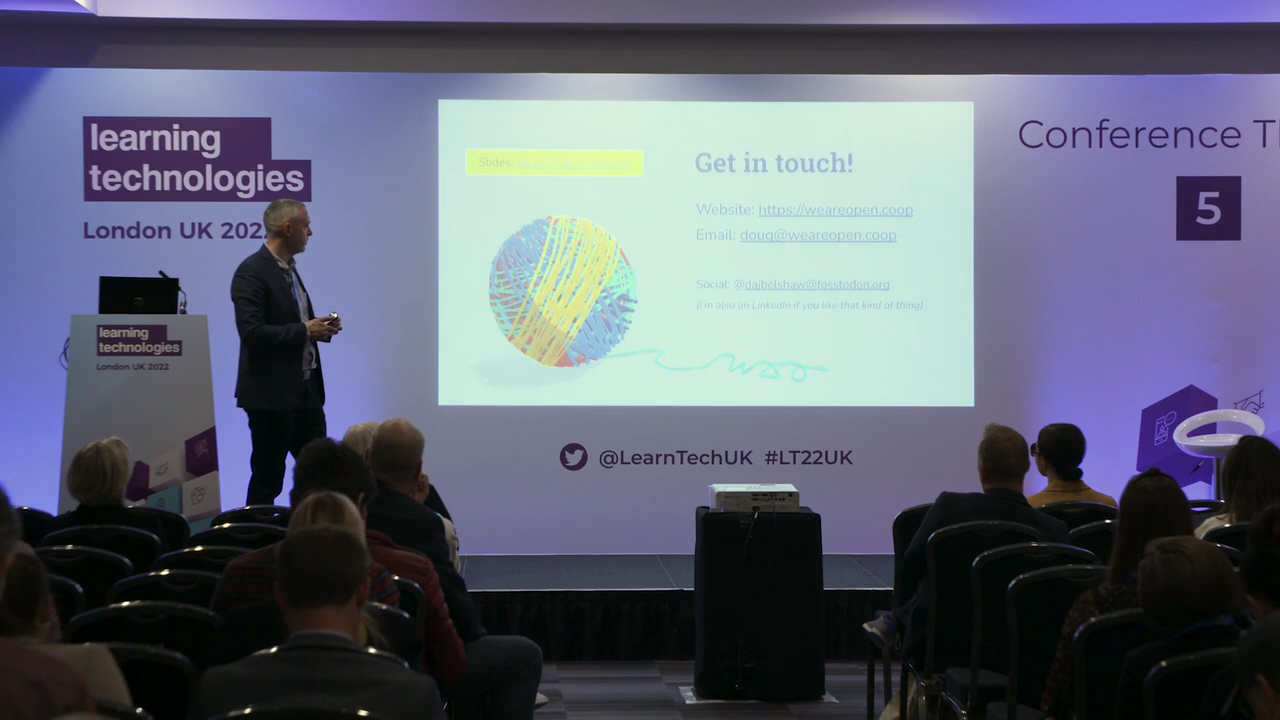 learning
technologies
London UK 202
Slides:
Get in touch!
Website: https://weareopen.coop
Email: doug@weareopen.coop
Social: @dajbelshaw@fosstodon.org
(I'm also on LinkedIn if you like that kind of thing)
Conference T
5
learning
technologies
London UK 2022
@LearnTechUK #LT22UK